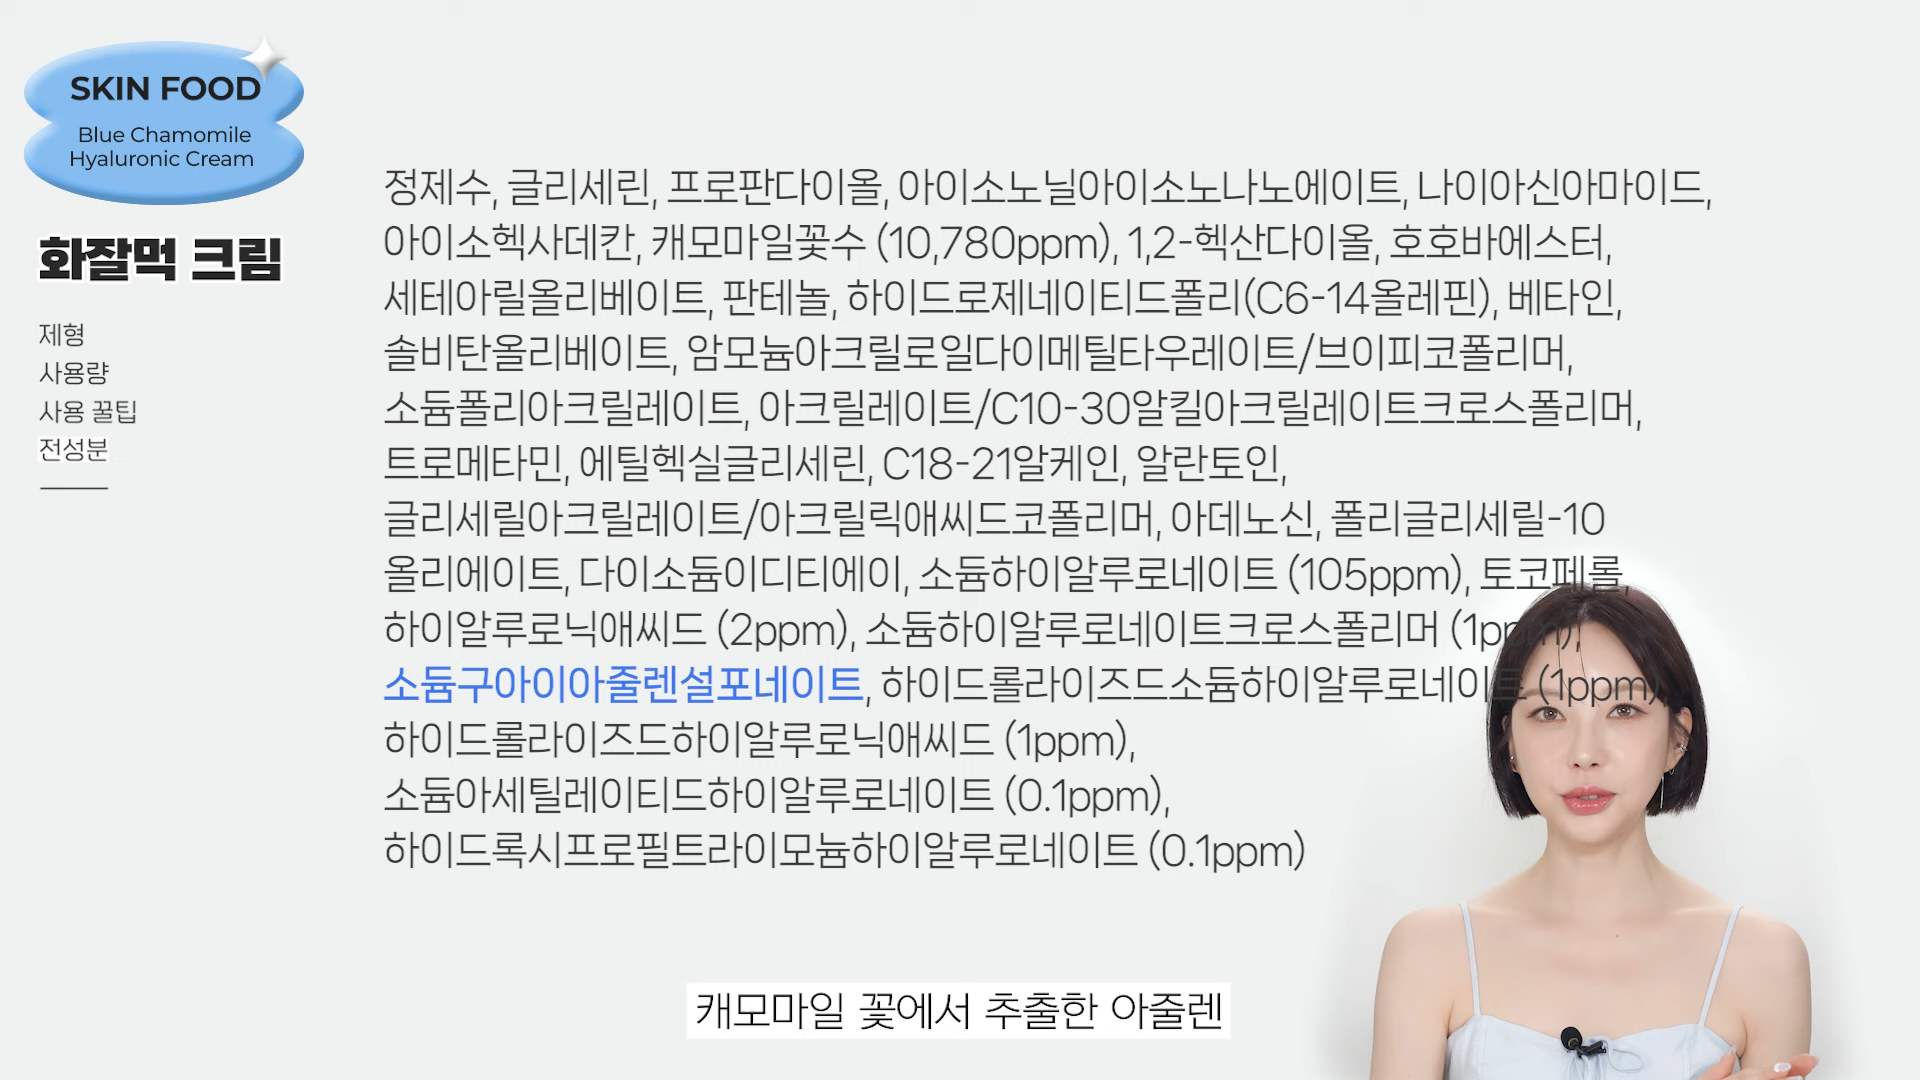 SKIN FOOD
Blue Chamomile
Hyaluronic Cream
화잘먹 크림
제형
사용량
사용 꿀팁
전성분
정제수, 글리세린, 프로판다이올, 아이소노닐아이소노나노에이트, 나이아신아마이드,
아이소헥사데칸, 캐모마일꽃수 (10,780ppm), 1,2-헥산다이올, 호호바에스터,
세테아릴올리베이트, 판테놀, 하이드로제네이티드폴리(C6-14올레핀), 베타인,
솔비탄올리베이트, 암모늄아크릴로일다이메틸타우레이트/브이피코폴리머,
소듐폴리아크릴레이트, 아크릴레이트/C10-30알킬아크릴레이트크로스폴리머,
트로메타민, 에틸헥실글리세린, C18-21알케인, 알란토인,
글리세릴아크릴레이트/아크릴릭애씨드코폴리머, 아데노신, 폴리글리세릴-10
올리에이트, 다이소듐이디티에이, 소듐하이알루로네이트 (105ppm), 토코페롤,
하이알루로닉애씨드 (2ppm), 소듐하이알루로네이트크로스폴리머 (1ppm),
소듐구아이아줄렌설포네이트, 하이드롤라이즈드소듐하이알루로네이트 (1ppm),
하이드롤라이즈드하이알루로닉애씨드 (1ppm),
소듐아세틸레이티드하이알루로네이트 (0.1ppm),
하이드록시프로필트라이모늄하이알루로네이트 (0.1ppm)
캐모마일 꽃에서 추출한 아줄렌